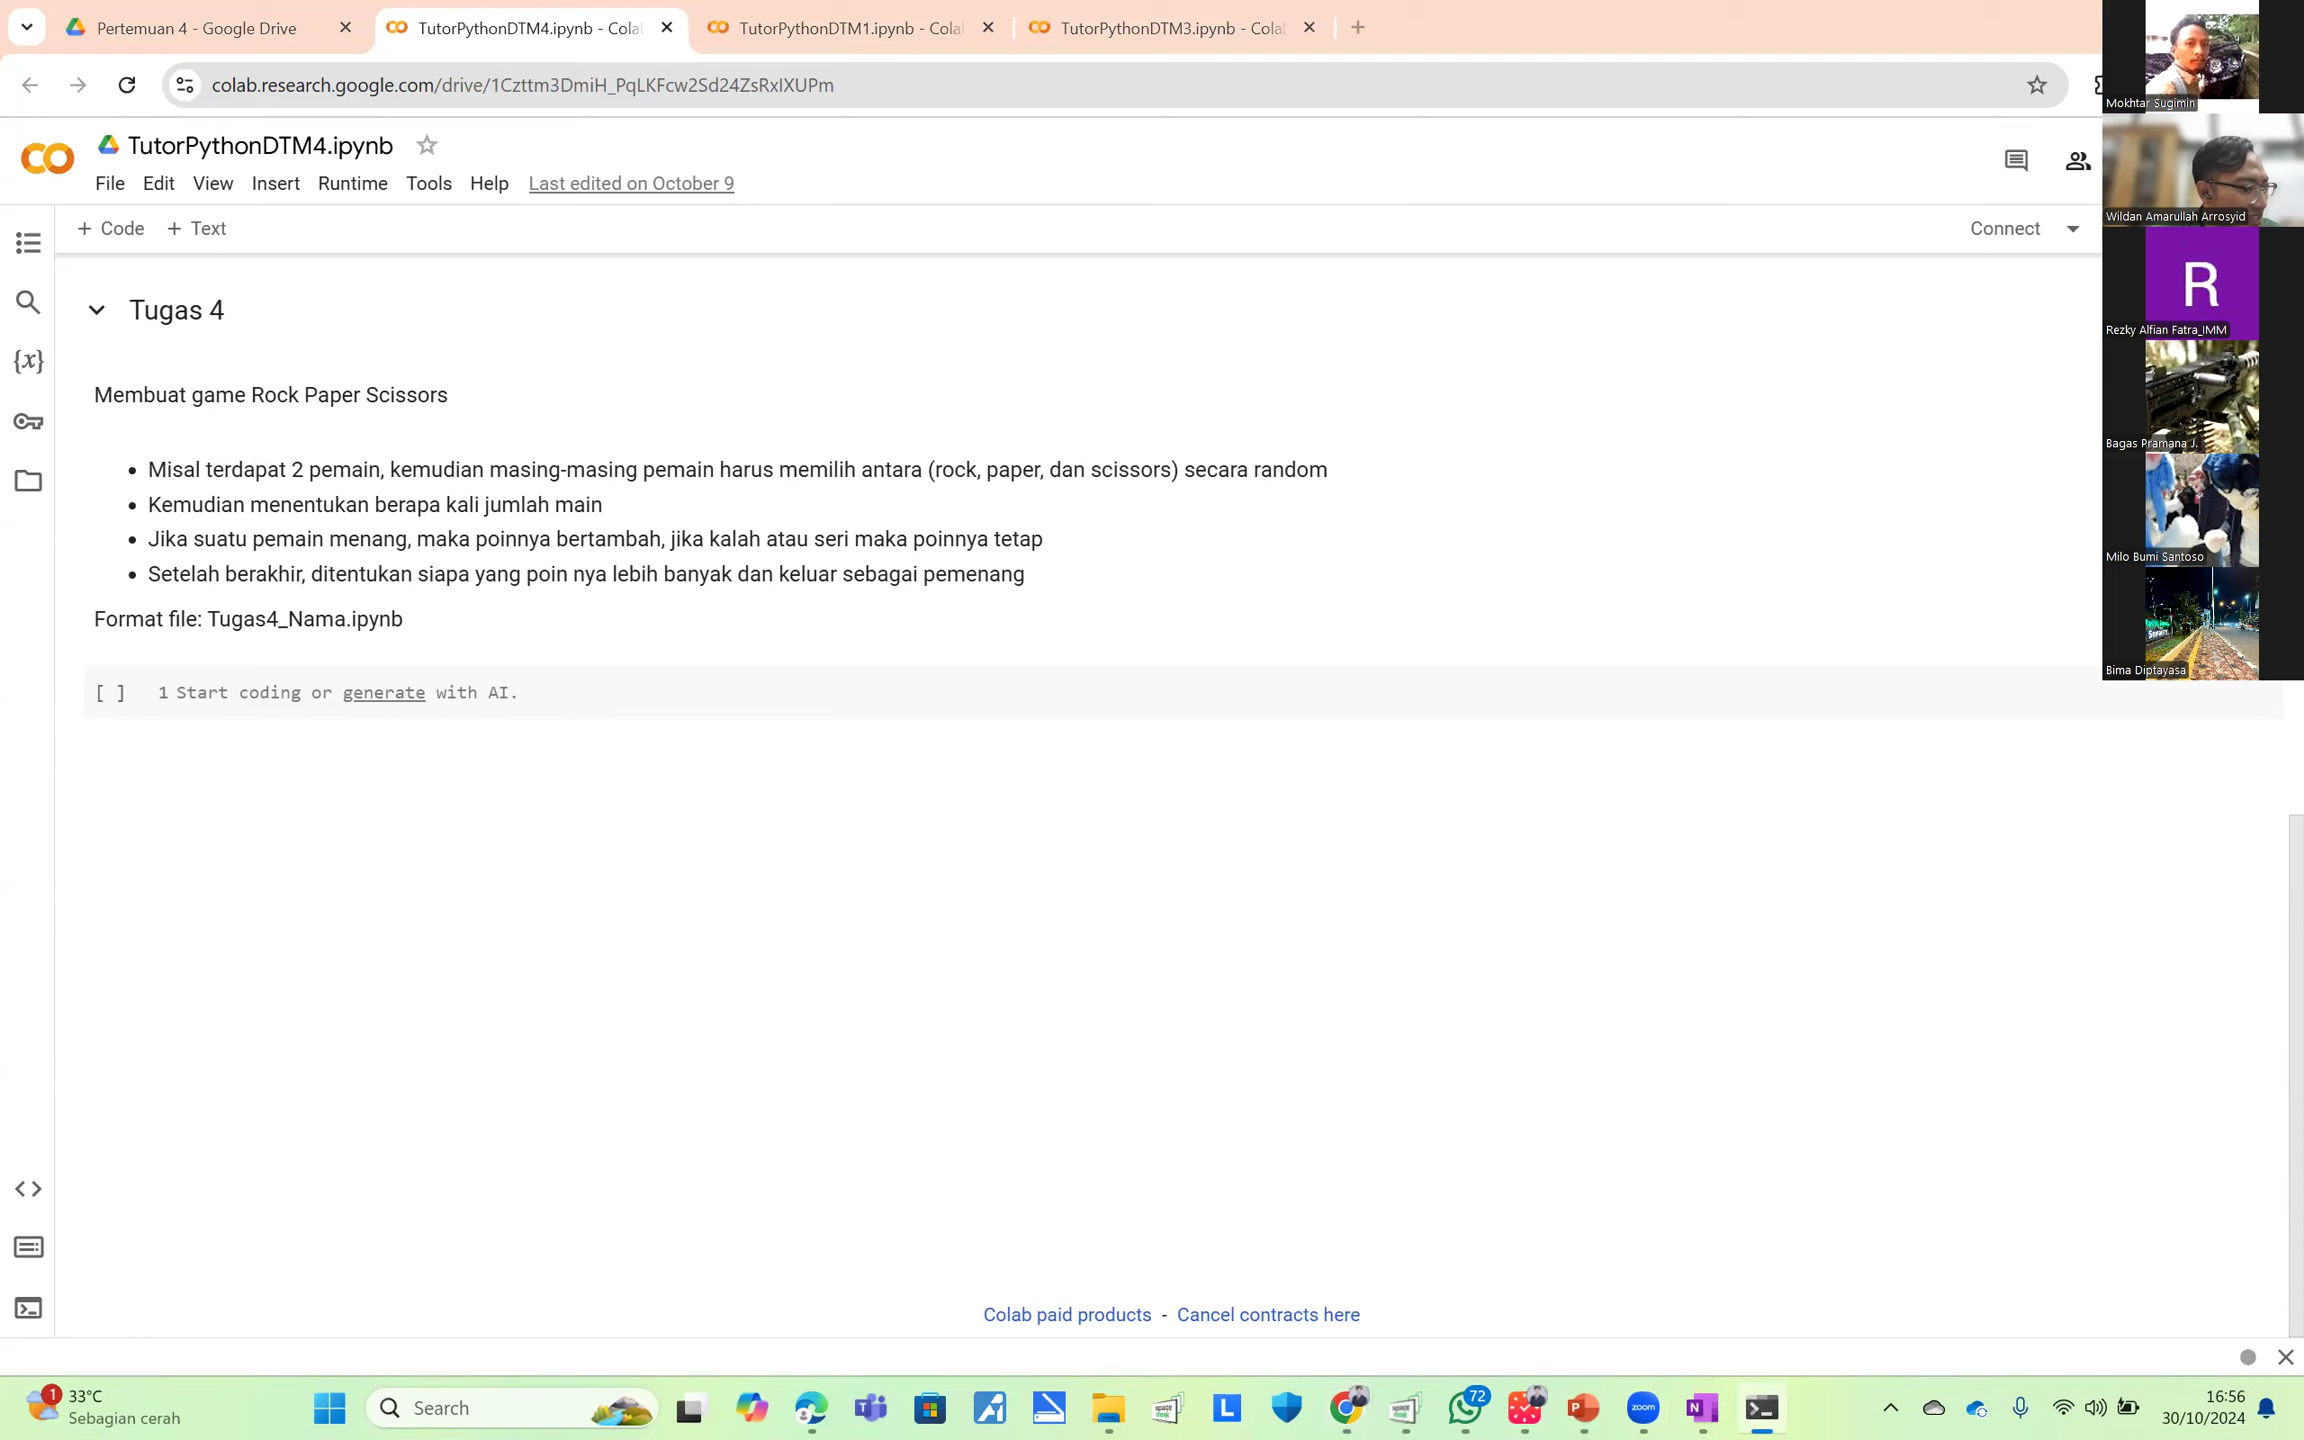 Pertemuan 4 - Google Drive
TutorPythonDTM4.ipynb - Cola
TutorPythonDTM1.ipynb - Cola
TutorPythonDTM3.ipynb - Cola
colab.research.google.com/drive/1Czttm3DmiH_PqLKFcw2Sd24ZsRxIXUPm
TutorPythonDTM4.ipynb
File Edit View Insert Runtime Tools Help Last edited on October 9
+ Code + Text
Connect
Tugas 4
Membuat game Rock Paper Scissors
• Misal terdapat 2 pemain, kemudian masing-masing pemain harus memilih antara (rock, paper, dan scissors) secara random
• Kemudian menentukan berapa kali jumlah main
• Jika suatu pemain menang, maka poinnya bertambah, jika kalah atau seri maka poinnya tetap
• Setelah berakhir, ditentukan siapa yang poin nya lebih banyak dan keluar sebagai pemenang
Format file: Tugas4_Nama.ipynb
[ ] 1 Start coding or generate with AI.
Colab paid products - Cancel contracts here
Mokhtar Sugimin
Wildan Amarullah Arrosyid
R
Rezky Alfian Fatra_IMM
Bagas Pramana J.
Milo Bumi Santoso
Bima Diptayasa
1
33°C
Sebagian cerah
Search
72
zoom
16:56
30/10/2024